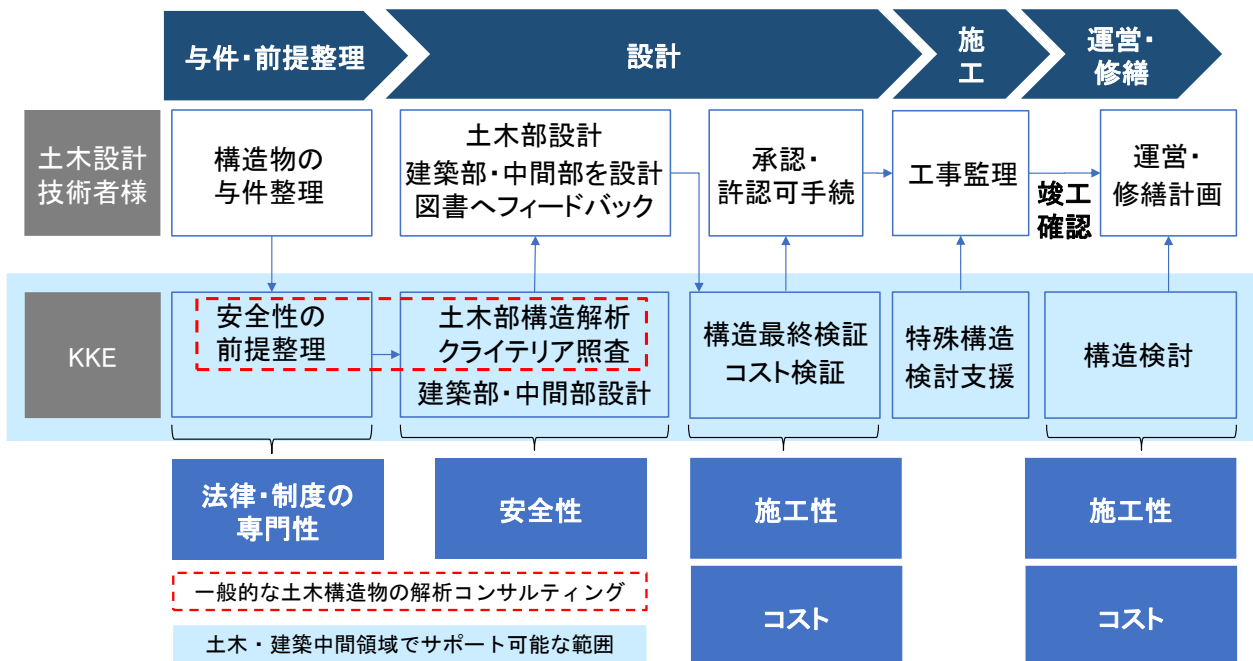 与件・前提整理
設計
施
工
運営・
修繕
土木設計
技術者様
構造物の
与件整理
土木部設計
建築部・中間部を設計
図書へフィードバック
承認・
許認可手続
工事監理
竣工
確認
運営・
修繕計画
KKE
安全性の
前提整理
土木部構造解析
クライテリア照査
建築部・中間部設計
構造最終検証
コスト検証
特殊構造
検討支援
構造検討
法律・制度の
専門性
安全性
施工性
施工性
一般的な土木構造物の解析コンサルティング
コスト
コスト
土木・建築中間領域でサポート可能な範囲